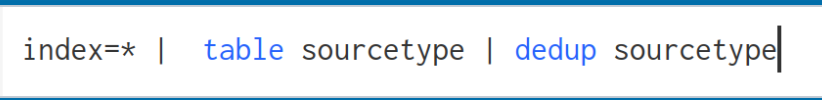 index=* |  table sourcetype | dedup sourcetype